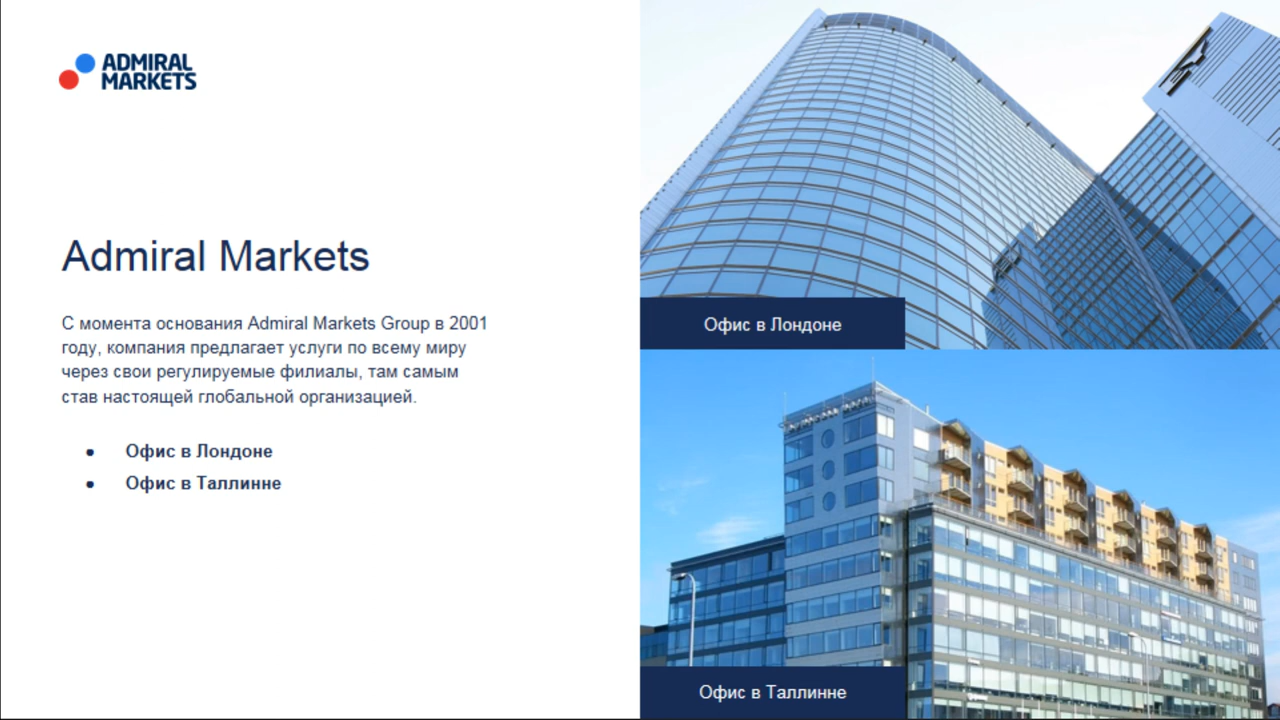 ADMIRAL
MARKETS
Admiral Markets
С момента основания Admiral Markets Group в 2001
году, компания предлагает услуги по всему миру
через свои регулируемые филиалы, там самым
став настоящей глобальной организацией.
• Офис в Лондоне
• Офис в Таллинне
Офис в Лондоне
Офис в Таллинне